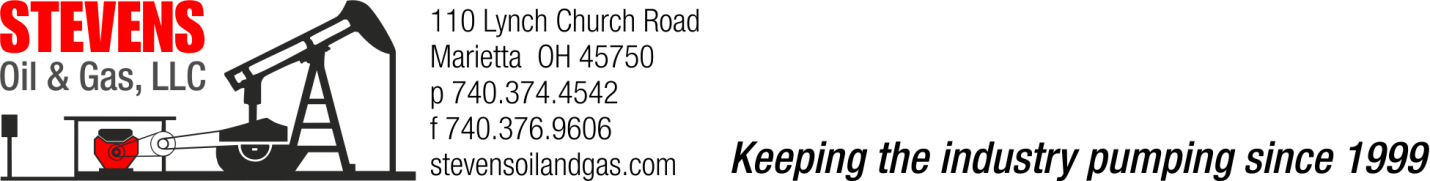 STEVENS
Oil & Gas, LLC
110 Lynch Church Road
Marietta  OH 45750
p 740.374.4542
f 740.376.9606
stevensoilandgas.com
Keeping the industry pumping since 1999